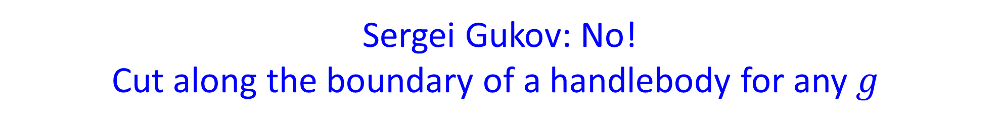 Sergei Gukov: No!
Cut along the boundary of a handlebody for any g